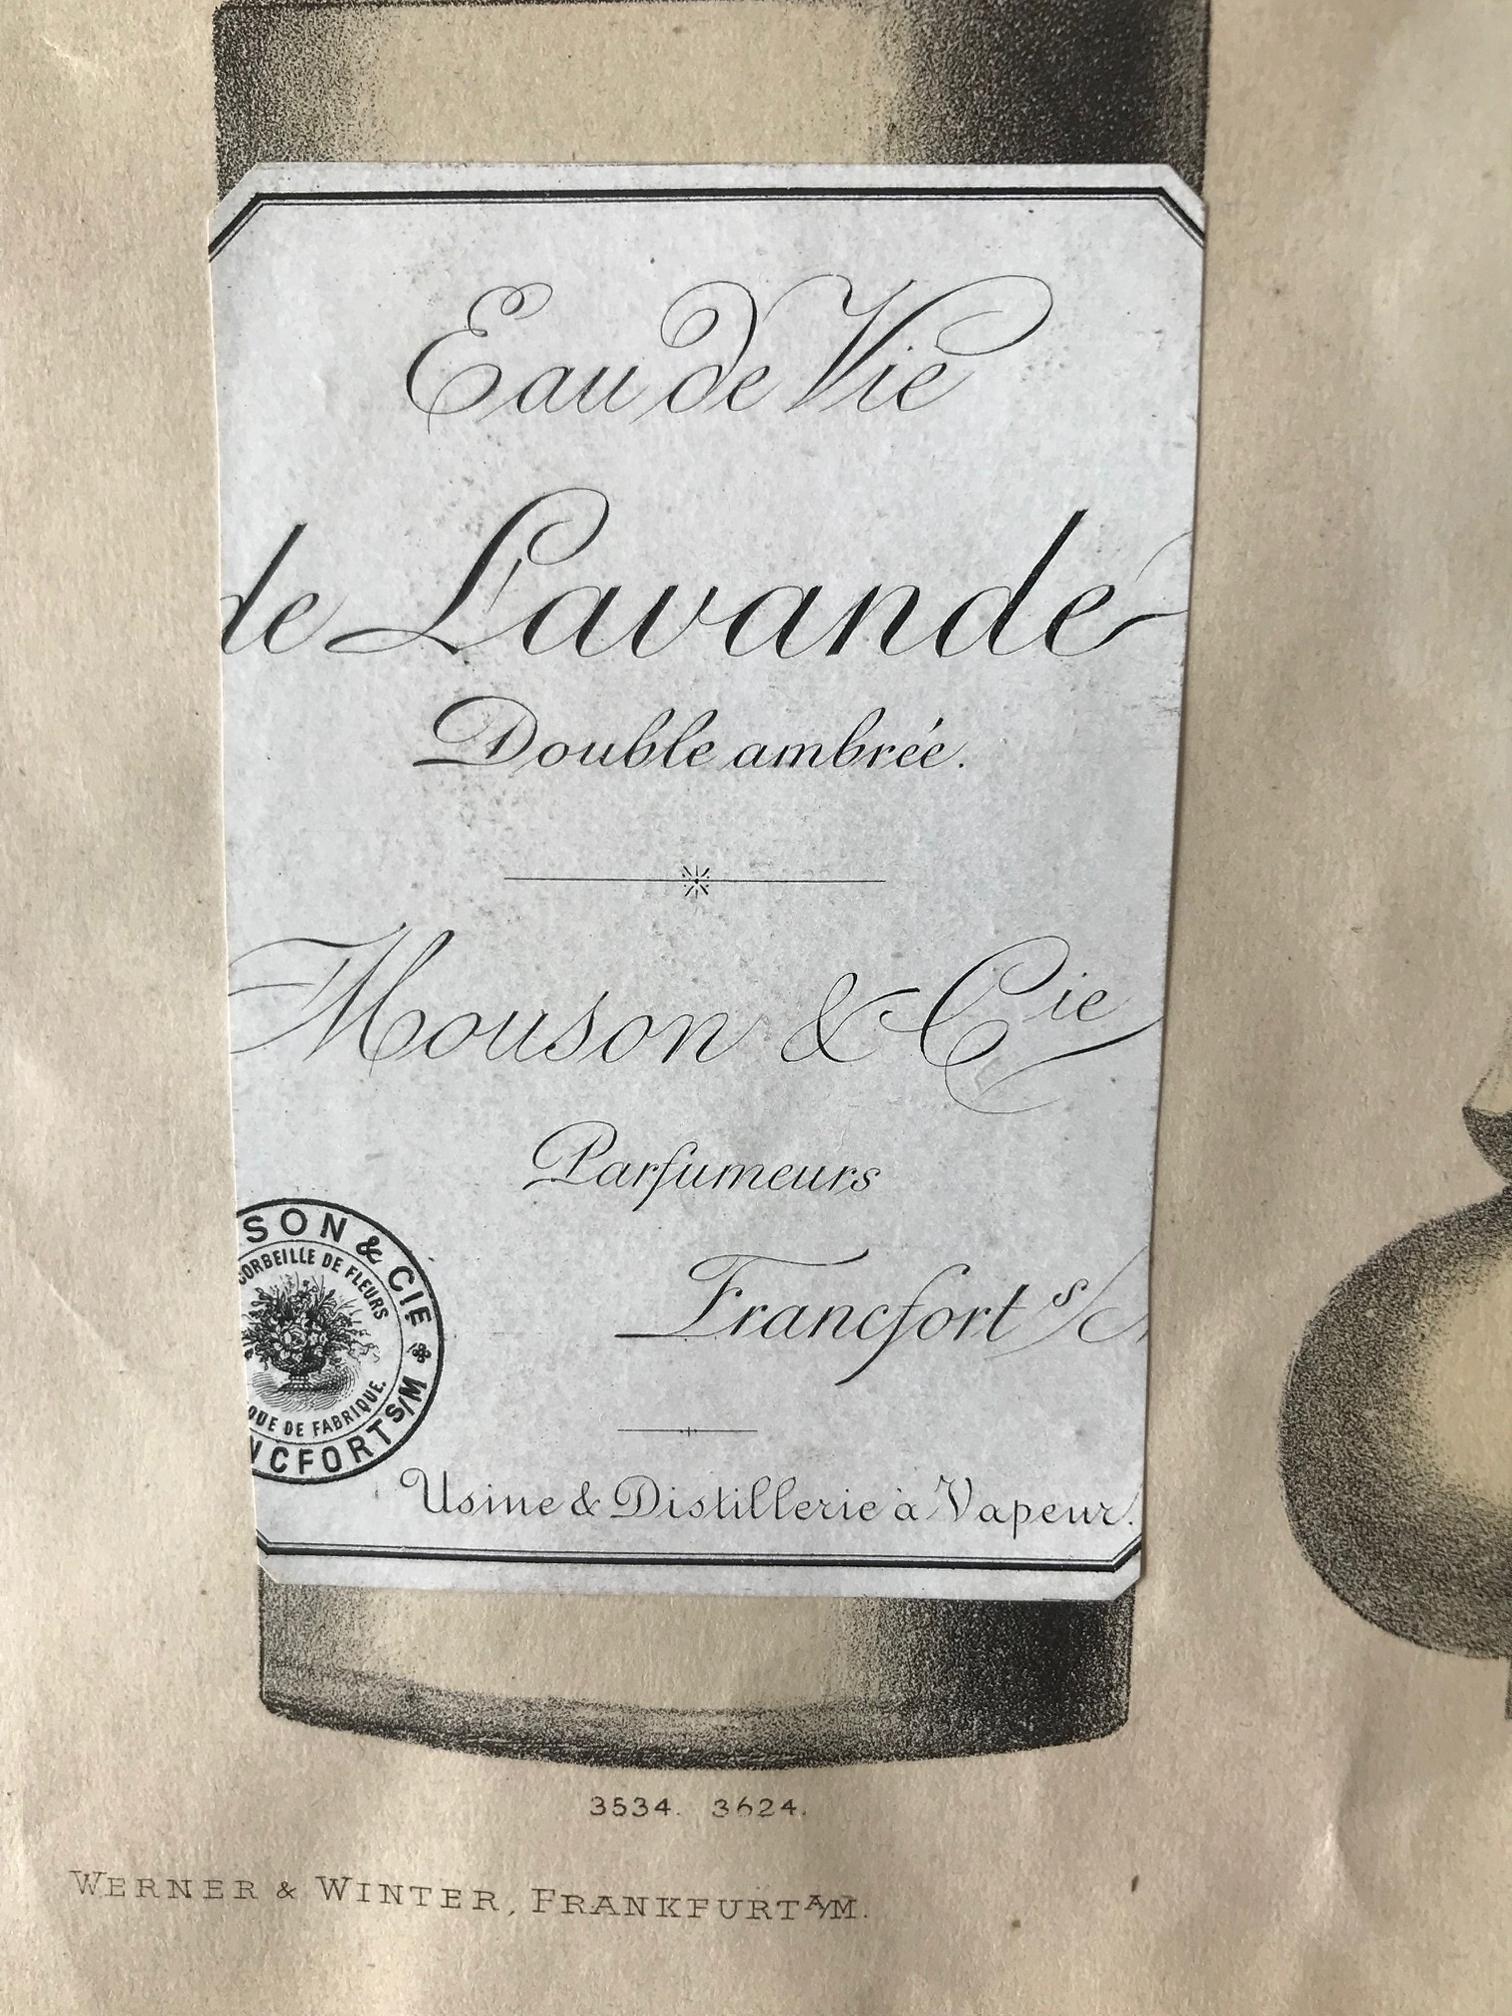 Eau de Vie
de Lavande
Double ambrée.
Mouson & Cie
Parfumeurs
Francfort s/
SON & CIE
CORBEILLE DE FLEURS
QUE DE FABRIQUE.
NCFORT S/M
Usine & Distillerie à Vapeur.
3534. 3624.
WERNER & WINTER, FRANKFURT A/M.